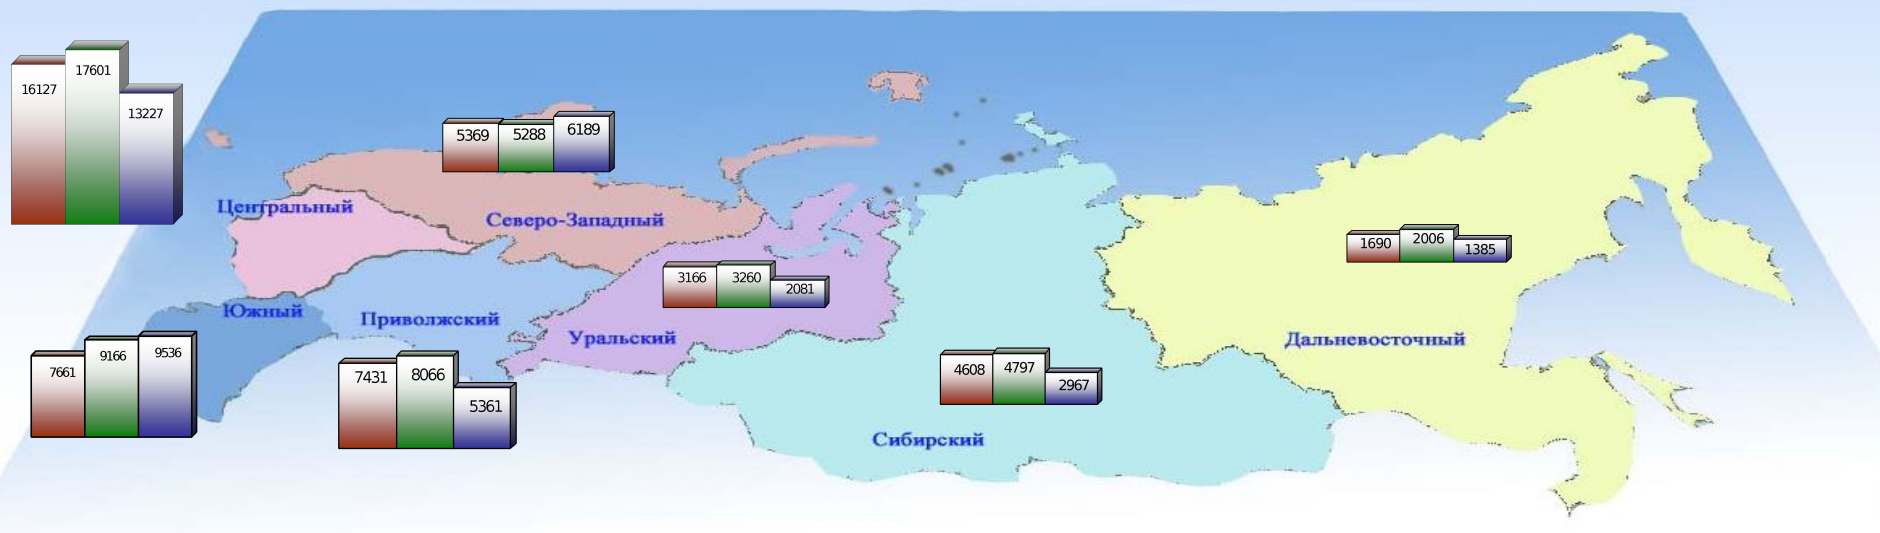 16127 17601 13227
5369 5288 6189
Центральный
Северо-Западный
1690 2006 1385
3166 3260 2081
Южный
Приволжский
Уральский
Дальневосточный
7661 9166 9536
7431 8066 5361
4608 4797 2967
Сибирский